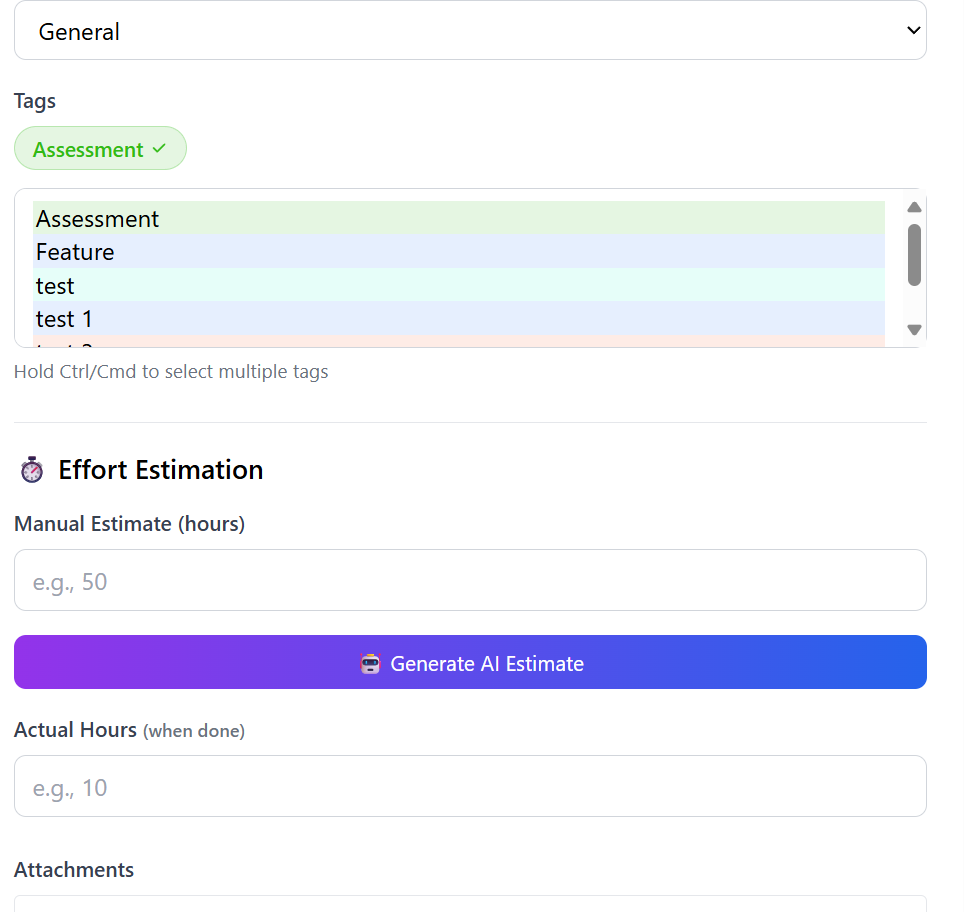 General
Tags
Assessment ✓
Assessment
Feature
test
test 1
Hold Ctrl/Cmd to select multiple tags
Effort Estimation
Manual Estimate (hours)
e.g., 50
Generate AI Estimate
Actual Hours (when done)
e.g., 10
Attachments